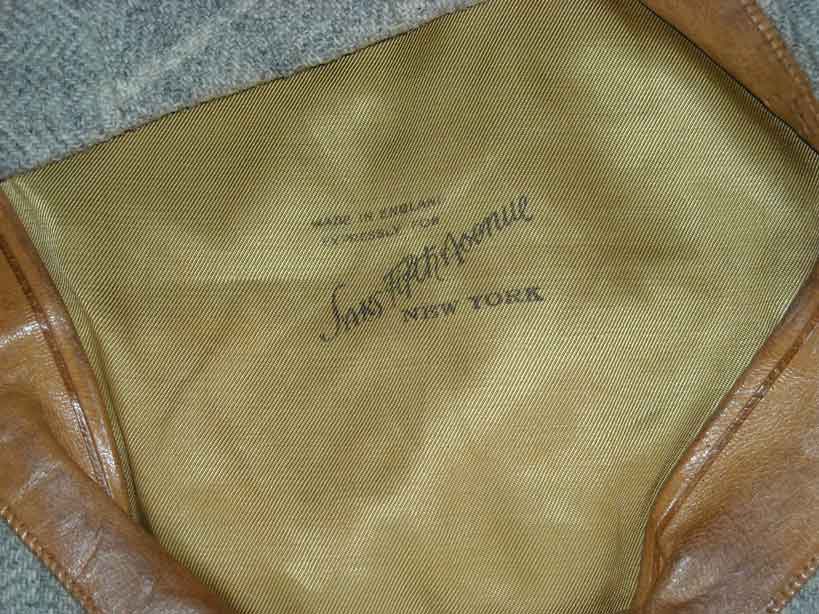 MADE IN ENGLAND
EXPRESSLY FOR
Saks Fifth Avenue
NEW YORK